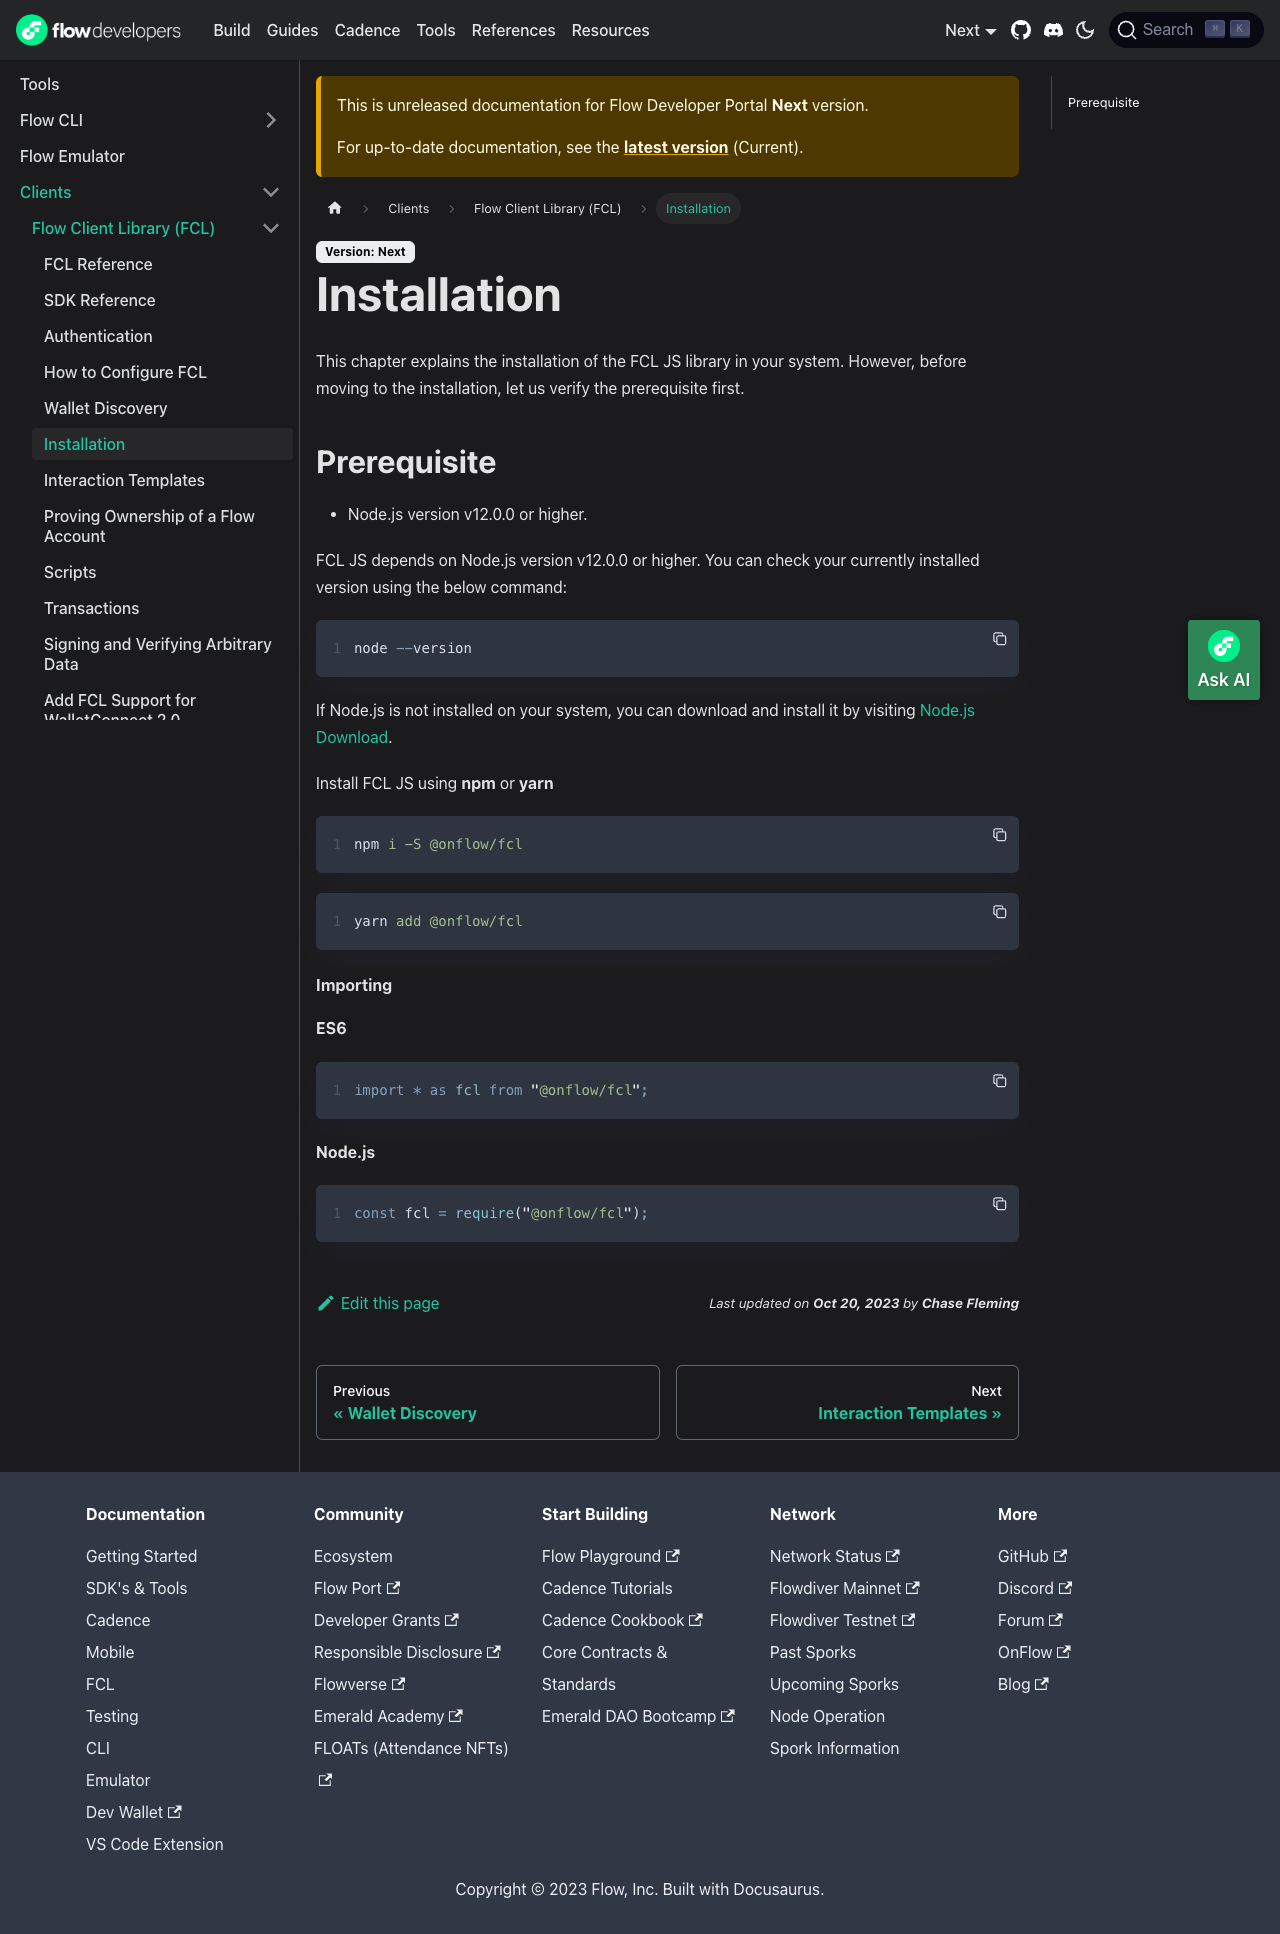 flowdevelopers Build Guides Cadence Tools References Resources Next Search ⌘ K
Tools
Flow CLI
Flow Emulator
Clients
Flow Client Library (FCL)
FCL Reference
SDK Reference
Authentication
How to Configure FCL
Wallet Discovery
Installation
Interaction Templates
Proving Ownership of a Flow
Account
Scripts
Transactions
Signing and Verifying Arbitrary
Data
Add FCL Support for
WalletConnect 2.0
This is unreleased documentation for Flow Developer Portal Next version.
For up-to-date documentation, see the latest version (Current).
Clients Flow Client Library (FCL) Installation
Version: Next
Installation
This chapter explains the installation of the FCL JS library in your system. However, before
moving to the installation, let us verify the prerequisite first.
Prerequisite
• Node.js version v12.0.0 or higher.
FCL JS depends on Node.js version v12.0.0 or higher. You can check your currently installed
version using the below command:
1 node --version
If Node.js is not installed on your system, you can download and install it by visiting Node.js
Download.
Install FCL JS using npm or yarn
1 npm i -S @onflow/fcl
1 yarn add @onflow/fcl
Importing
ES6
1 import * as fcl from "@onflow/fcl";
Node.js
1 const fcl = require("@onflow/fcl");
Edit this page
Last updated on Oct 20, 2023 by Chase Fleming
Previous
« Wallet Discovery
Next
Interaction Templates »
Prerequisite
Ask AI
Documentation
Getting Started
SDK's & Tools
Cadence
Mobile
FCL
Testing
CLI
Emulator
Dev Wallet
VS Code Extension
Community
Ecosystem
Flow Port
Developer Grants
Responsible Disclosure
Flowverse
Emerald Academy
FLOATs (Attendance NFTs)
Start Building
Flow Playground
Cadence Tutorials
Cadence Cookbook
Core Contracts &
Standards
Emerald DAO Bootcamp
Network
Network Status
Flowdiver Mainnet
Flowdiver Testnet
Past Sporks
Upcoming Sporks
Node Operation
Spork Information
More
GitHub
Discord
Forum
OnFlow
Blog
Copyright © 2023 Flow, Inc. Built with Docusaurus.